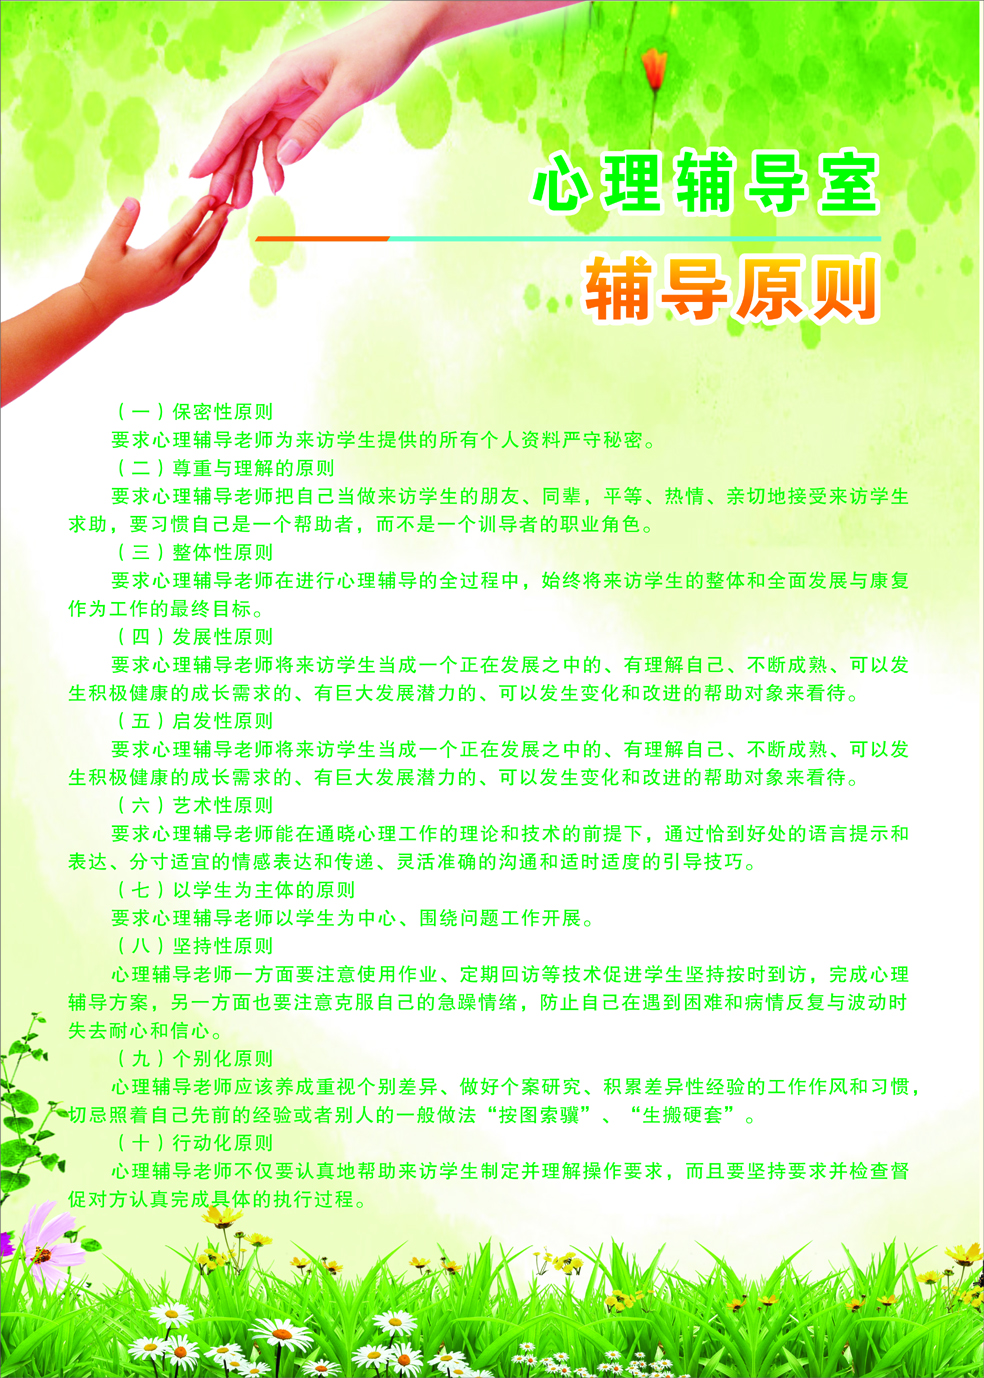 心理辅导室
辅导原则
（一）保密性原则
要求心理辅导老师为来访学生提供的所有个人资料严守秘密。
（二）尊重与理解的原则
要求心理辅导老师把自己当做来访学生的朋友、同辈，平等、热情、亲切地接受来访学生
求助，要习惯自己是一个帮助者，而不是一个训导者的职业角色。
（三）整体性原则
要求心理辅导老师在进行心理辅导的全过程中，始终将来访学生的整体和全面发展与康复
作为工作的最终目标。
（四）发展性原则
要求心理辅导老师将来访学生当成一个正在发展之中的、有理解自己、不断成熟、可以发
生积极健康的成长需求的、有巨大发展潜力的、可以发生变化和改进的帮助对象来看待。
（五）启发性原则
要求心理辅导老师将来访学生当成一个正在发展之中的、有理解自己、不断成熟、可以发
生积极健康的成长需求的、有巨大发展潜力的、可以发生变化和改进的帮助对象来看待。
（六）艺术性原则
要求心理辅导老师能在通晓心理工作的理论和技术的前提下，通过恰到好处的语言提示和
表达、分寸适宜的情感表达和传递、灵活准确的沟通和适时适度的引导技巧。
（七）以学生为主体的原则
要求心理辅导老师以学生为中心、围绕问题工作开展。
（八）坚持性原则
心理辅导老师一方面要注意使用作业、定期回访等技术促进学生坚持按时到访，完成心理
辅导方案，另一方面也要注意克服自己的急躁情绪，防止自己在遇到困难和病情反复与波动时
失去耐心和信心。
（九）个别化原则
心理辅导老师应该养成重视个别差异、做好个案研究、积累差异性经验的工作作风和习惯，
切忌照着自己先前的经验或者别人的一般做法“按图索骥”、“生搬硬套”。
（十）行动化原则
心理辅导老师不仅要认真地帮助来访学生制定并理解操作要求，而且要坚持要求并检查督
促对方认真完成具体的执行过程。